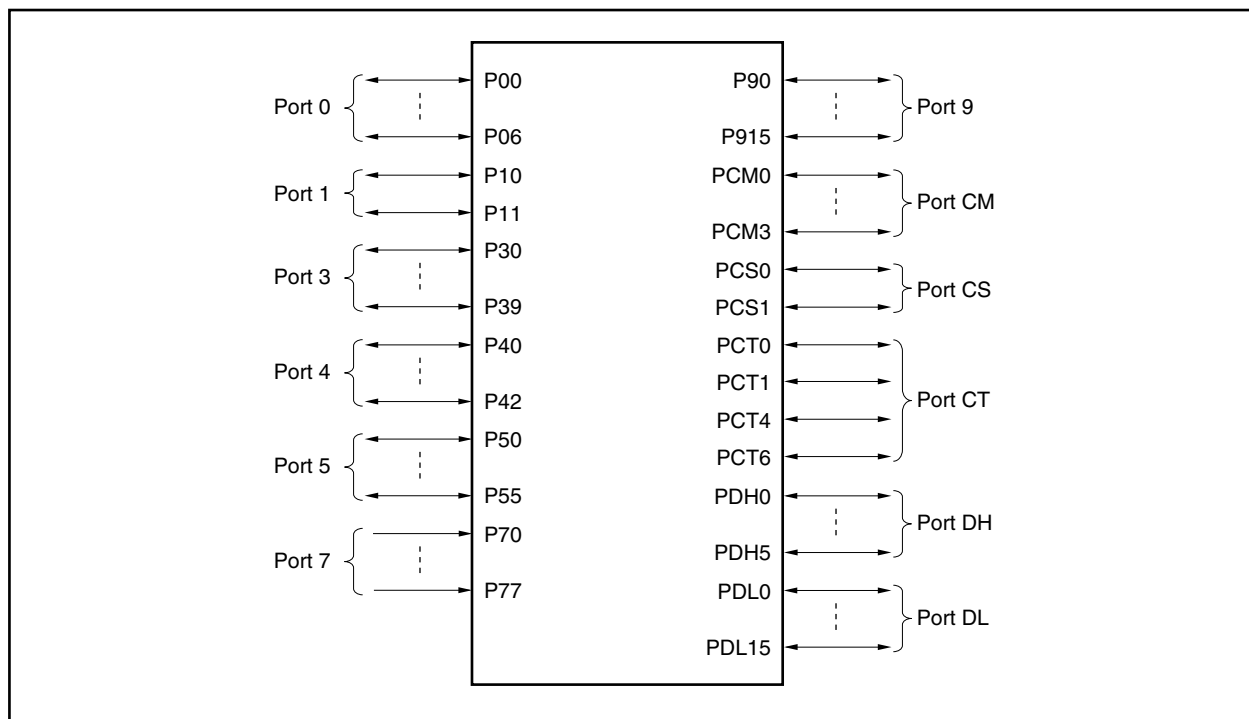 Port 0
P00
P06
Port 1
P10
P11
Port 3
P30
P39
Port 4
P40
P42
Port 5
P50
P55
Port 7
P70
P77
P90
P915
Port 9
PCM0
PCM3
Port CM
PCS0
PCS1
Port CS
PCT0
PCT1
PCT4
PCT6
Port CT
PDH0
PDH5
Port DH
PDL0
PDL15
Port DL